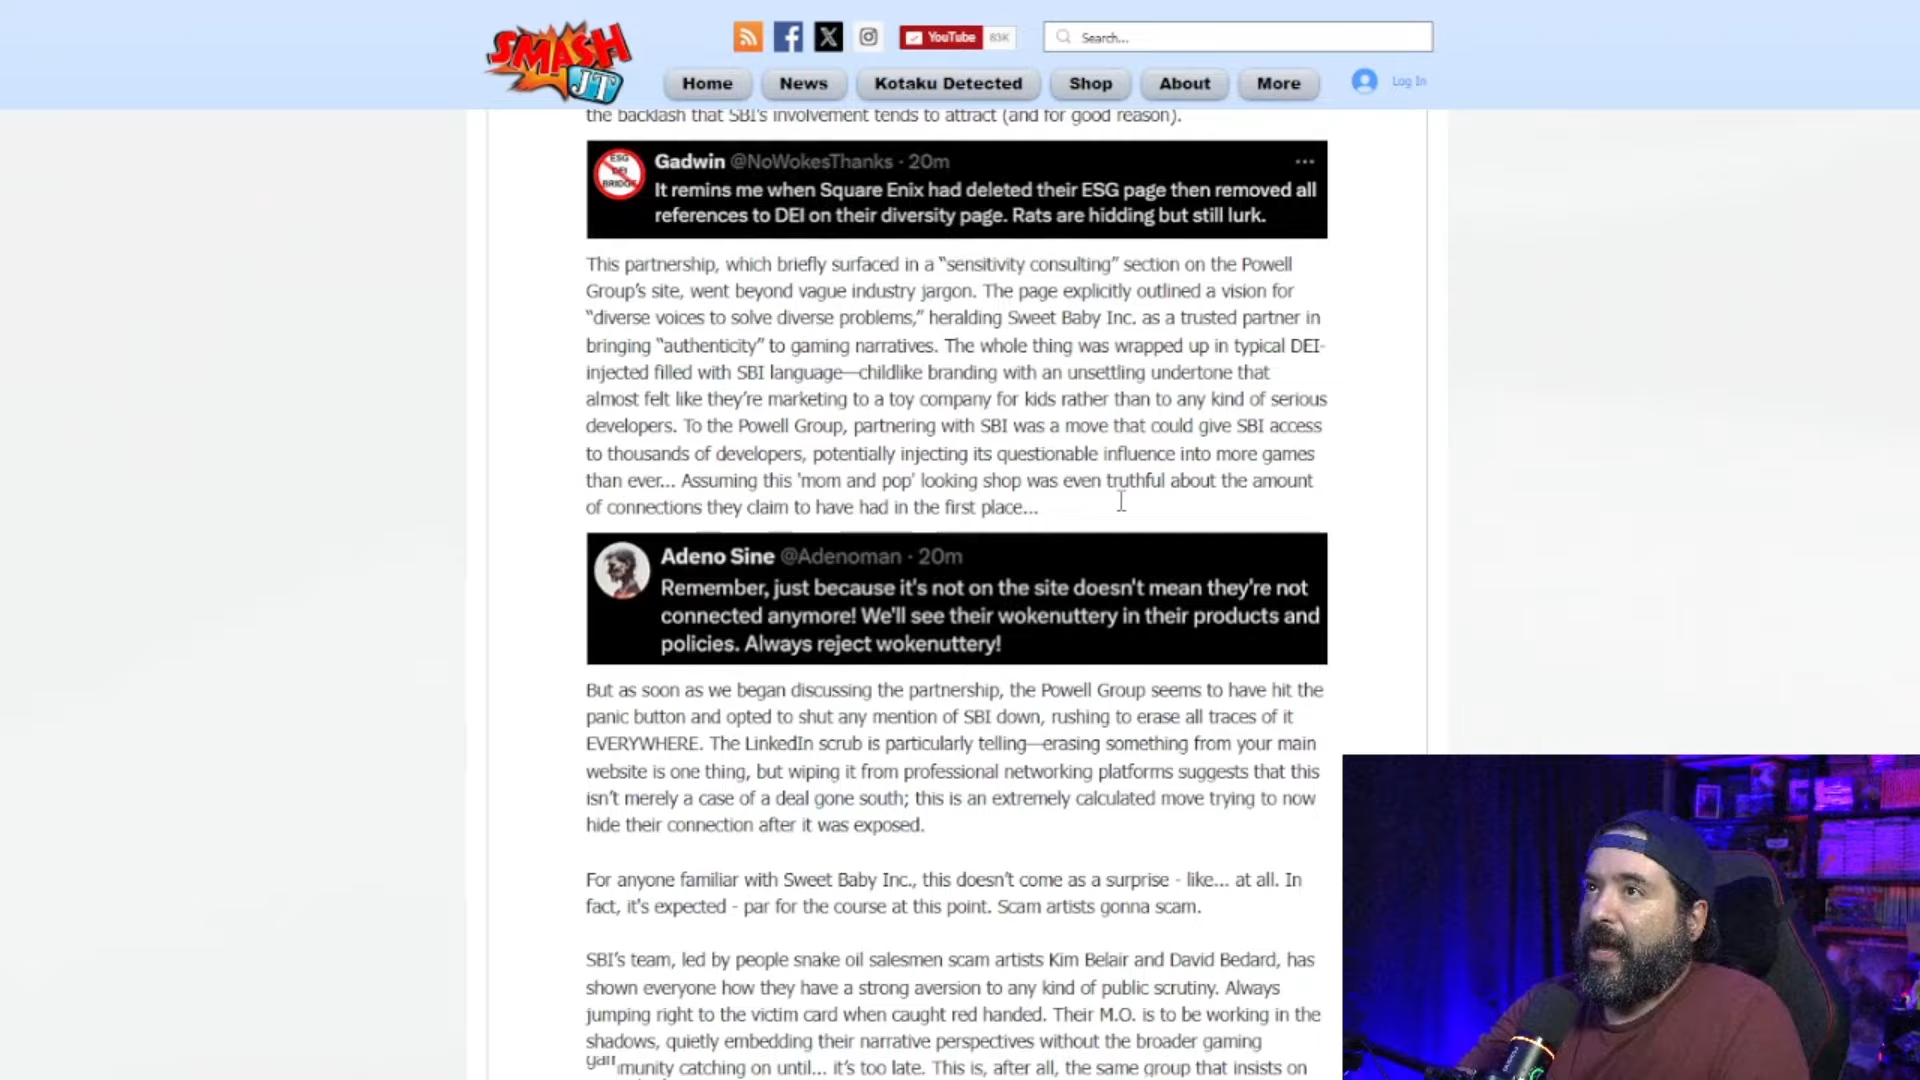 SMASH JT
YouTube 83K
Search...
Home
News
Kotaku Detected
Shop
About
More
Log In
the backlash that SBI's involvement tends to attract (and for good reason).
ESG DEI BRIDGE
Gadwin @NoWokesThanks · 20m
It remins me when Square Enix had deleted their ESG page then removed all
references to DEI on their diversity page. Rats are hidding but still lurk.
This partnership, which briefly surfaced in a “sensitivity consulting” section on the Powell
Group’s site, went beyond vague industry jargon. The page explicitly outlined a vision for
“diverse voices to solve diverse problems,” heralding Sweet Baby Inc. as a trusted partner in
bringing “authenticity” to gaming narratives. The whole thing was wrapped up in typical DEI-
injected filled with SBI language—childlike branding with an unsettling undertone that
almost felt like they’re marketing to a toy company for kids rather than to any kind of serious
developers. To the Powell Group, partnering with SBI was a move that could give SBI access
to thousands of developers, potentially injecting its questionable influence into more games
than ever... Assuming this 'mom and pop' looking shop was even truthful about the amount
of connections they claim to have had in the first place...
Adeno Sine @Adenoman · 20m
Remember, just because it's not on the site doesn't mean they're not
connected anymore! We'll see their wokenuttery in their products and
policies. Always reject wokenuttery!
But as soon as we began discussing the partnership, the Powell Group seems to have hit the
panic button and opted to shut any mention of SBI down, rushing to erase all traces of it
EVERYWHERE. The LinkedIn scrub is particularly telling—erasing something from your main
website is one thing, but wiping it from professional networking platforms suggests that this
isn’t merely a case of a deal gone south; this is an extremely calculated move trying to now
hide their connection after it was exposed.
For anyone familiar with Sweet Baby Inc., this doesn’t come as a surprise - like... at all. In
fact, it's expected - par for the course at this point. Scam artists gonna scam.
SBI’s team, led by people snake oil salesmen scam artists Kim Belair and David Bedard, has
shown everyone how they have a strong aversion to any kind of public scrutiny. Always
jumping right to the victim card when caught red handed. Their M.O. is to be working in the
shadows, quietly embedding their narrative perspectives without the broader gaming
munity catching on until... it’s too late. This is, after all, the same group that insists on